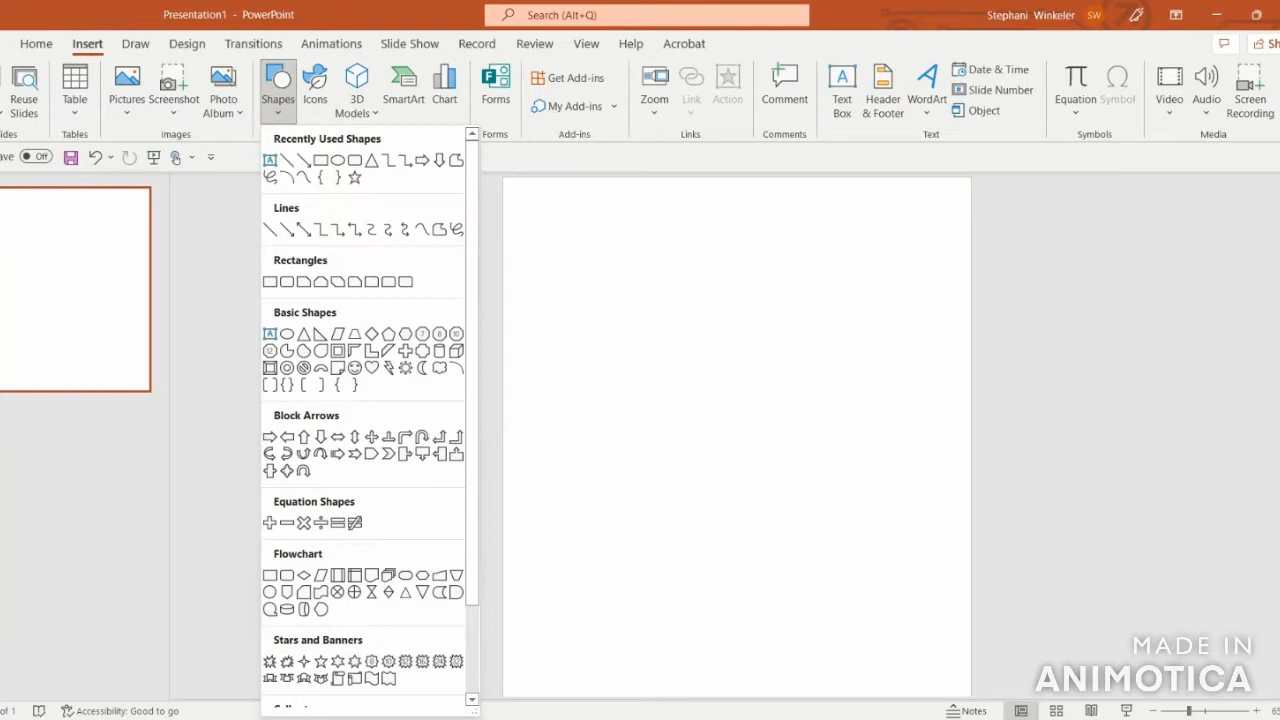 Presentation1 - PowerPoint
Search (Alt+Q)
Stephani Winkeler SW
Home Insert Draw Design Transitions Animations Slide Show Record Review View Help Acrobat
Reuse Slides
Table
Pictures
Screenshot
Photo Album
Shapes
Icons
3D Models
SmartArt
Chart
Forms
Get Add-ins
My Add-ins
Zoom
Link
Action
Comment
Text Box
Header & Footer
WordArt
Date & Time
Slide Number
Object
Equation
Symbol
Video
Audio
Screen Recording
Tables Images Forms Add-ins Links Comments Text Symbols Media
Off
Recently Used Shapes
Lines
Rectangles
Basic Shapes
Block Arrows
Equation Shapes
Flowchart
Stars and Banners
of 1
Accessibility: Good to go
Notes
MADE IN
ANIMOTICA